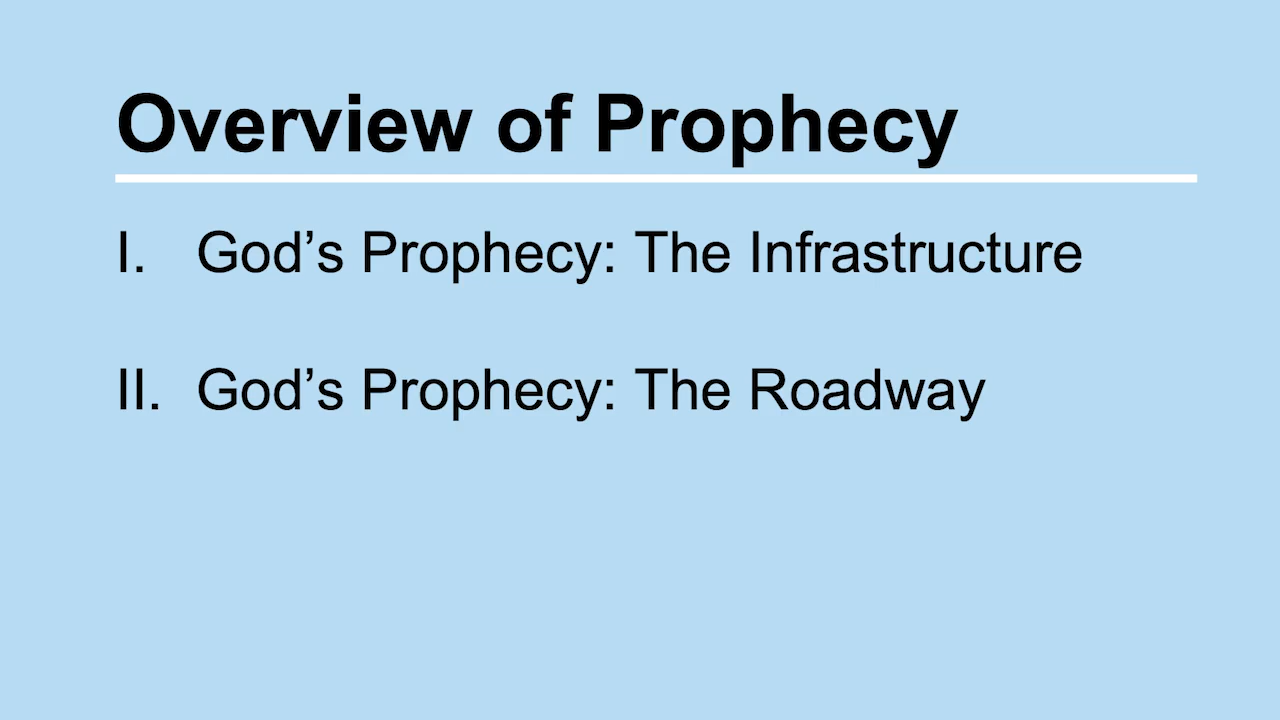 Overview of Prophecy
I. God’s Prophecy: The Infrastructure
II. God’s Prophecy: The Roadway